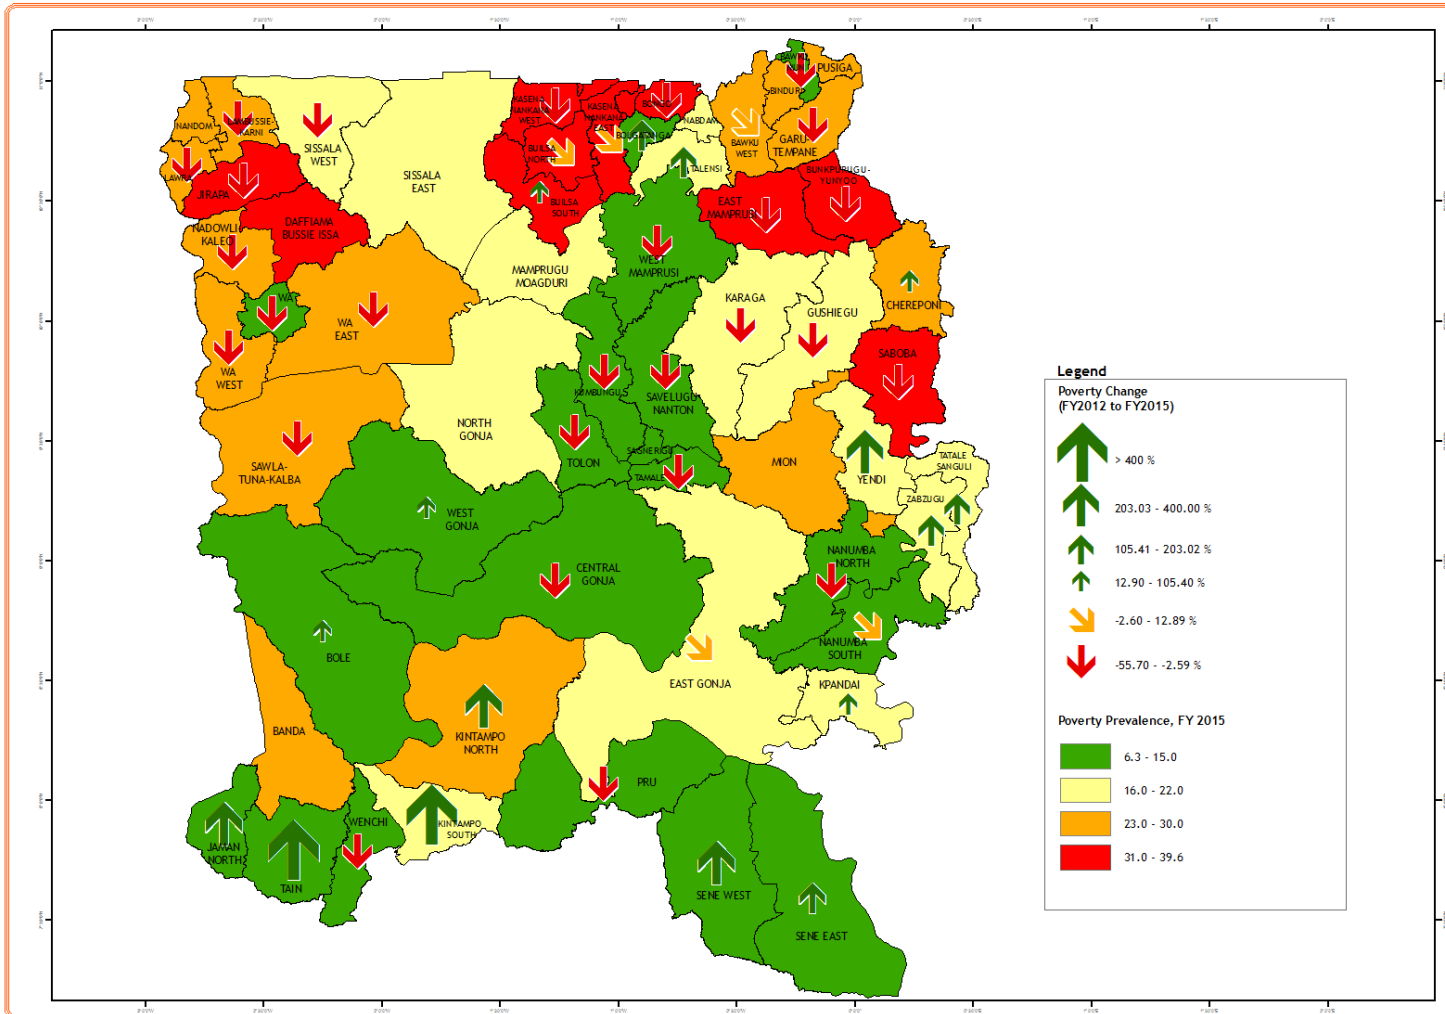 BAWKU
MUNI
PUSIGA
BINDURI
KASENA
NANKANA
WEST
KASENA
NANKANA
EAST
BONGO
NABDAM
NANDOM
LAMBUSSIE-
KARNI
SISSALA
WEST
BUILSA
NORTH
BOLGATANGA
BAWKU
WEST
GARU-
TEMPANE
TALENSI
LAWRA
SISSALA
EAST
BUNKPURUGU-
YUNYOO
JIRAPA
BUILSA
SOUTH
EAST
MAMPRUSI
DAFFIAMA
BUSSIE ISSA
NADOWLI-
KALEO
WEST
MAMPRUSI
MAMPRUGU
MOAGDURI
WA
KARAGA
GUSHIEGU
CHEREPONI
WA
EAST
SABOBA
WA
WEST
KUMBUNGU
SAVELUGU-
NANTON
NORTH
GONJA
SAGNERIGU
TOLON
TAMALE
MION
TATALE
SANGULI
SAWLA-
TUNA-KALBA
YENDI
ZABZUGU
WEST
GONJA
NANUMBA
NORTH
CENTRAL
GONJA
NANUMBA
SOUTH
BOLE
EAST GONJA
KPANDAI
BANDA
KINTAMPO
NORTH
PRU
WENCHI
KINTAMPO
SOUTH
JAMAN
NORTH
TAIN
SENE WEST
SENE EAST
Legend
Poverty Change
(FY2012 to FY2015)
> 400 %
203.03 - 400.00 %
105.41 - 203.02 %
12.90 - 105.40 %
-2.60 - 12.89 %
-55.70 - -2.59 %
Poverty Prevalence, FY 2015
6.3 - 15.0
16.0 - 22.0
23.0 - 30.0
31.0 - 39.6